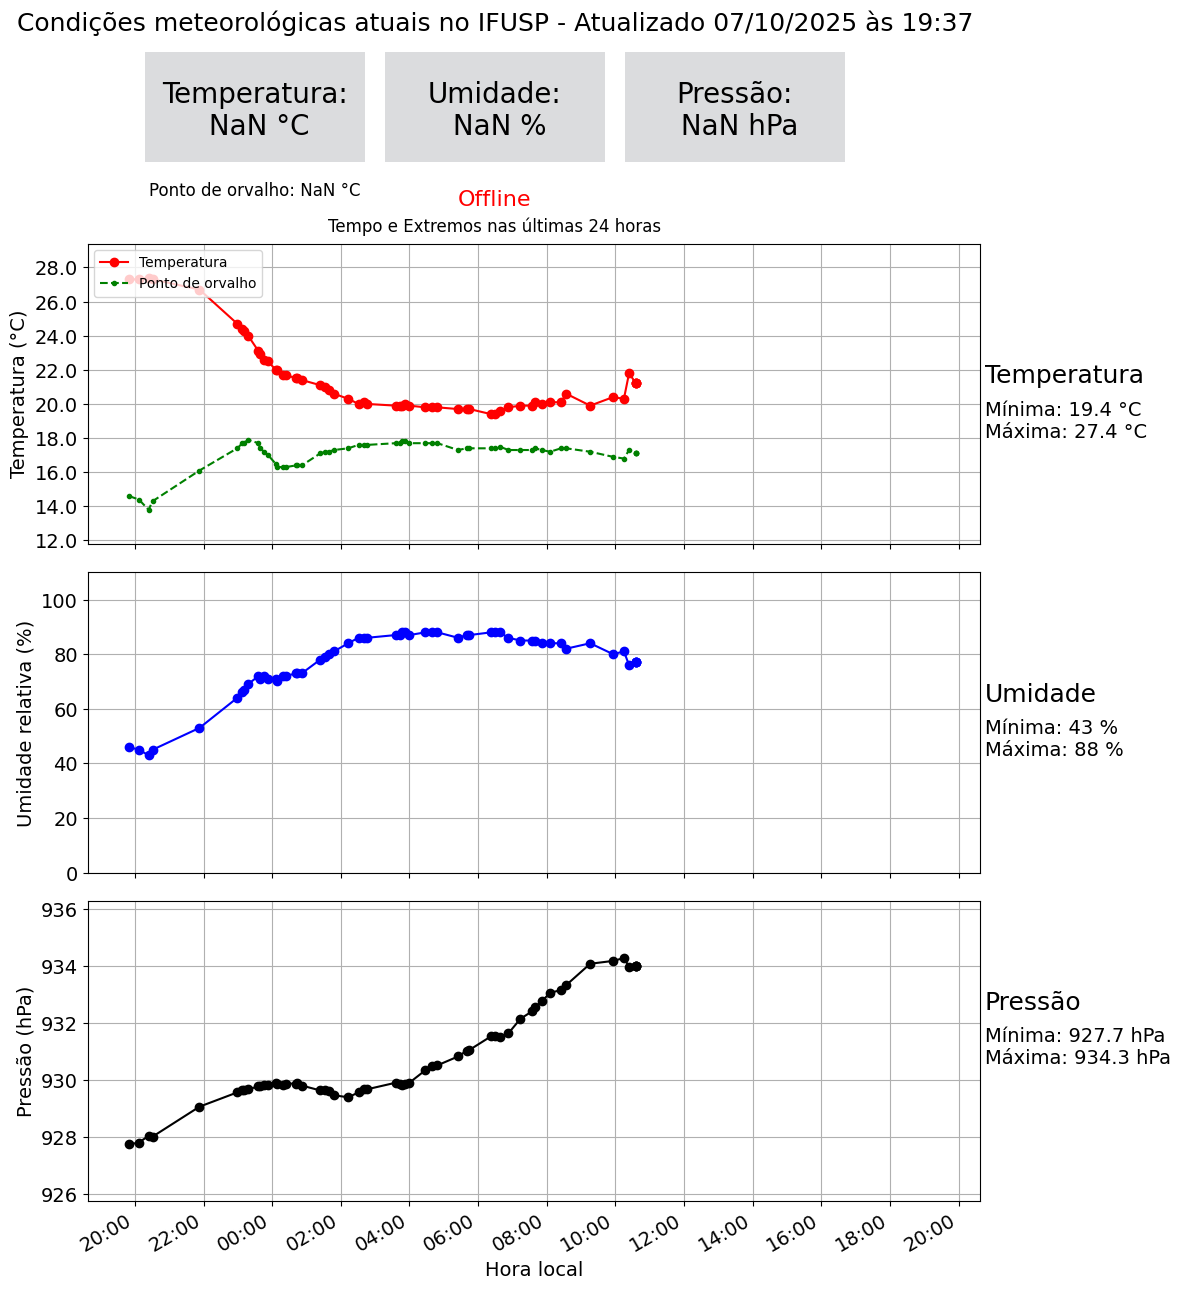 Condições meteorológicas atuais no IFUSP - Atualizado 07/10/2025 às 19:37
Temperatura:
NaN °C
Umidade:
NaN %
Pressão:
NaN hPa
Ponto de orvalho: NaN °C
Offline
Tempo e Extremos nas últimas 24 horas
Temperatura
Ponto de orvalho
Temperatura (°C)
28.0
26.0
24.0
22.0
20.0
18.0
16.0
14.0
12.0
Temperatura
Mínima: 19.4 °C
Máxima: 27.4 °C
Umidade relativa (%)
100
80
60
40
20
0
Umidade
Mínima: 43 %
Máxima: 88 %
Pressão (hPa)
936
934
932
930
928
926
Pressão
Mínima: 927.7 hPa
Máxima: 934.3 hPa
20:00 22:00 00:00 02:00 04:00 06:00 08:00 10:00 12:00 14:00 16:00 18:00 20:00
Hora local